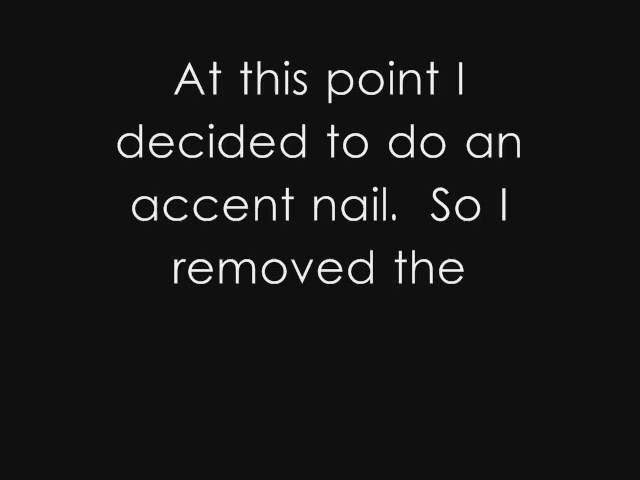 At this point I
decided to do an
accent nail.  So I
removed the